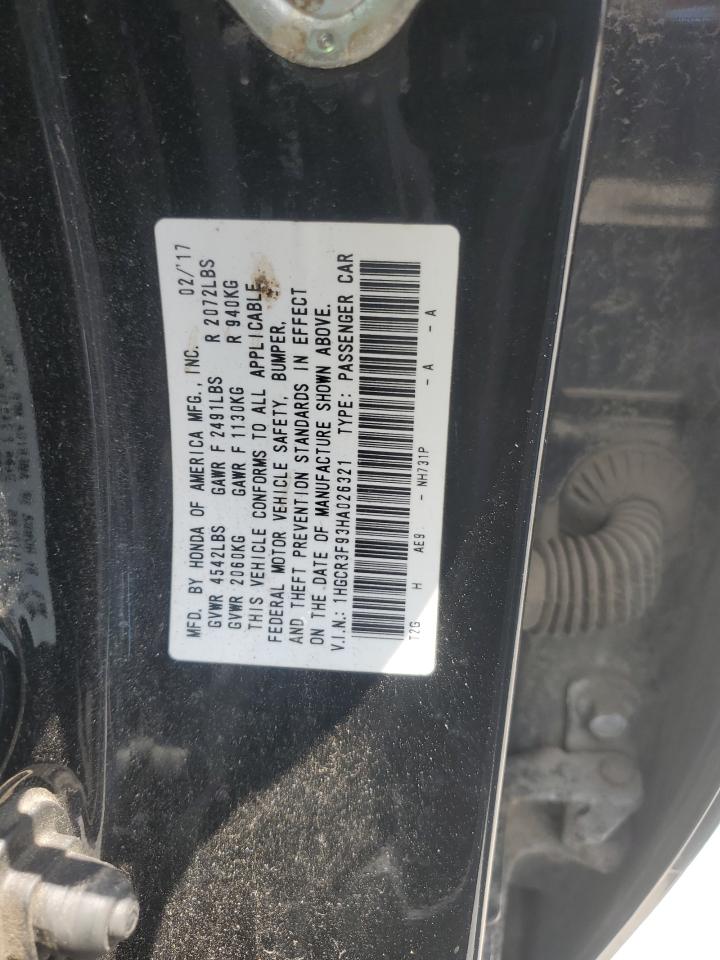 MFD. BY HONDA OF AMERICA MFG., INC. 02/'17
GVWR 4542LBS GAWR F 2491LBS R 2072LBS
GVWR 2060KG GAWR F 1130KG R 940KG
THIS VEHICLE CONFORMS TO ALL APPLICABLE
FEDERAL MOTOR VEHICLE SAFETY, BUMPER,
AND THEFT PREVENTION STANDARDS IN EFFECT
ON THE DATE OF MANUFACTURE SHOWN ABOVE.
V.I.N.: 1HGCR3F93HA026321 TYPE: PASSENGER CAR
T2G H AE9 - NH731P - A - A